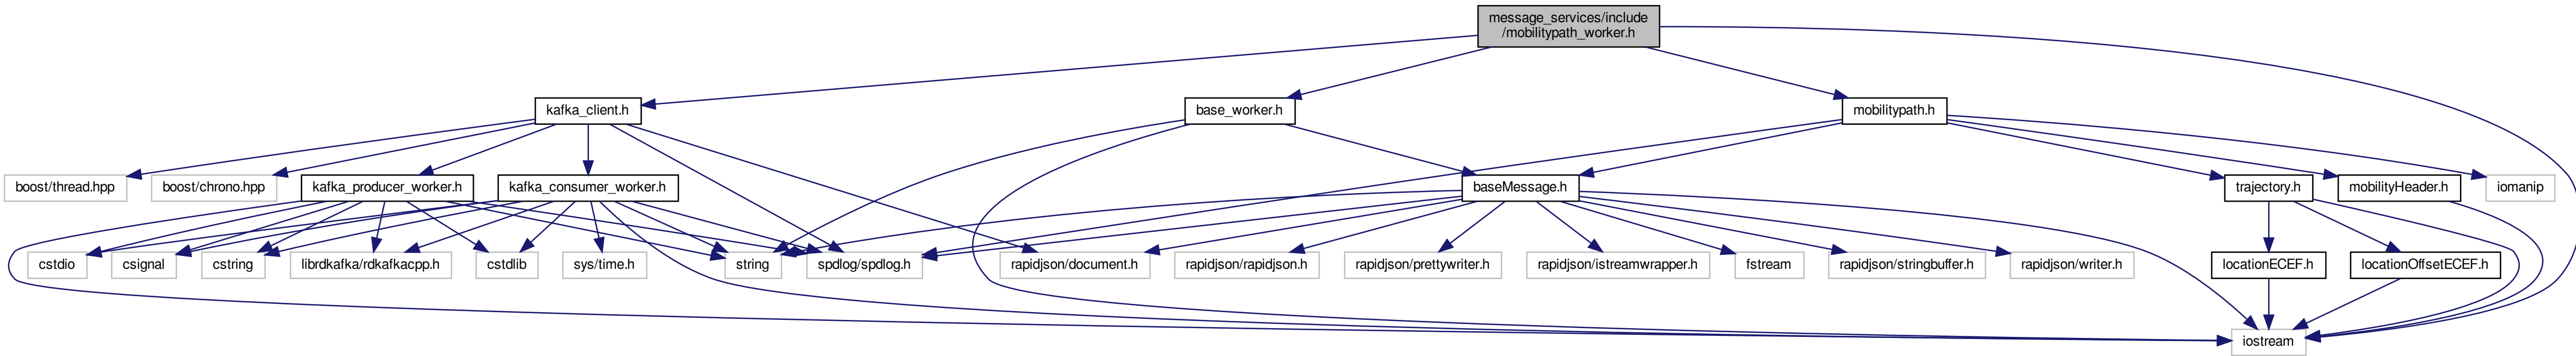 message_services/include
/mobilitypath_worker.h
kafka_client.h
base_worker.h
mobilitypath.h
boost/thread.hpp
boost/chrono.hpp
kafka_producer_worker.h
kafka_consumer_worker.h
baseMessage.h
trajectory.h
mobilityHeader.h
iomanip
cstdio
csignal
cstring
librdkafka/rdkafkacpp.h
cstdlib
sys/time.h
string
spdlog/spdlog.h
rapidjson/document.h
rapidjson/rapidjson.h
rapidjson/prettywriter.h
rapidjson/istreamwrapper.h
fstream
rapidjson/stringbuffer.h
rapidjson/writer.h
locationECEF.h
locationOffsetECEF.h
iostream